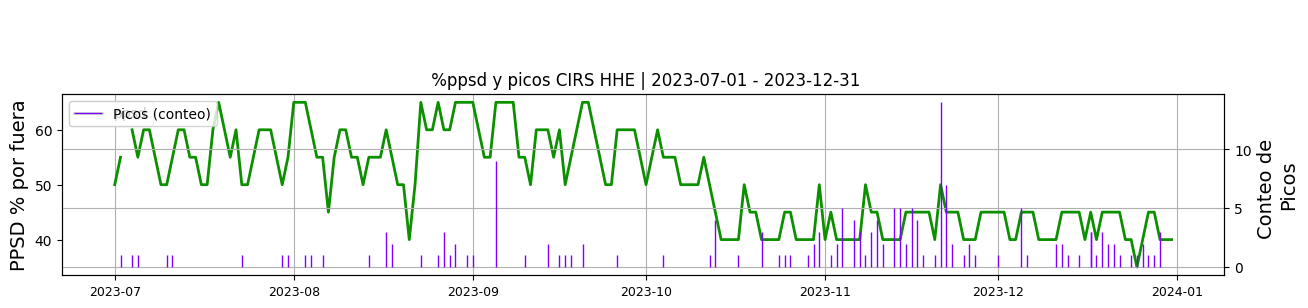 %ppsd y picos CIRS HHE | 2023-07-01 - 2023-12-31
Picos (conteo)
PPSD % por fuera
60
50
40
10
5
0
Conteo de
Picos
2023-07
2023-08
2023-09
2023-10
2023-11
2023-12
2024-01